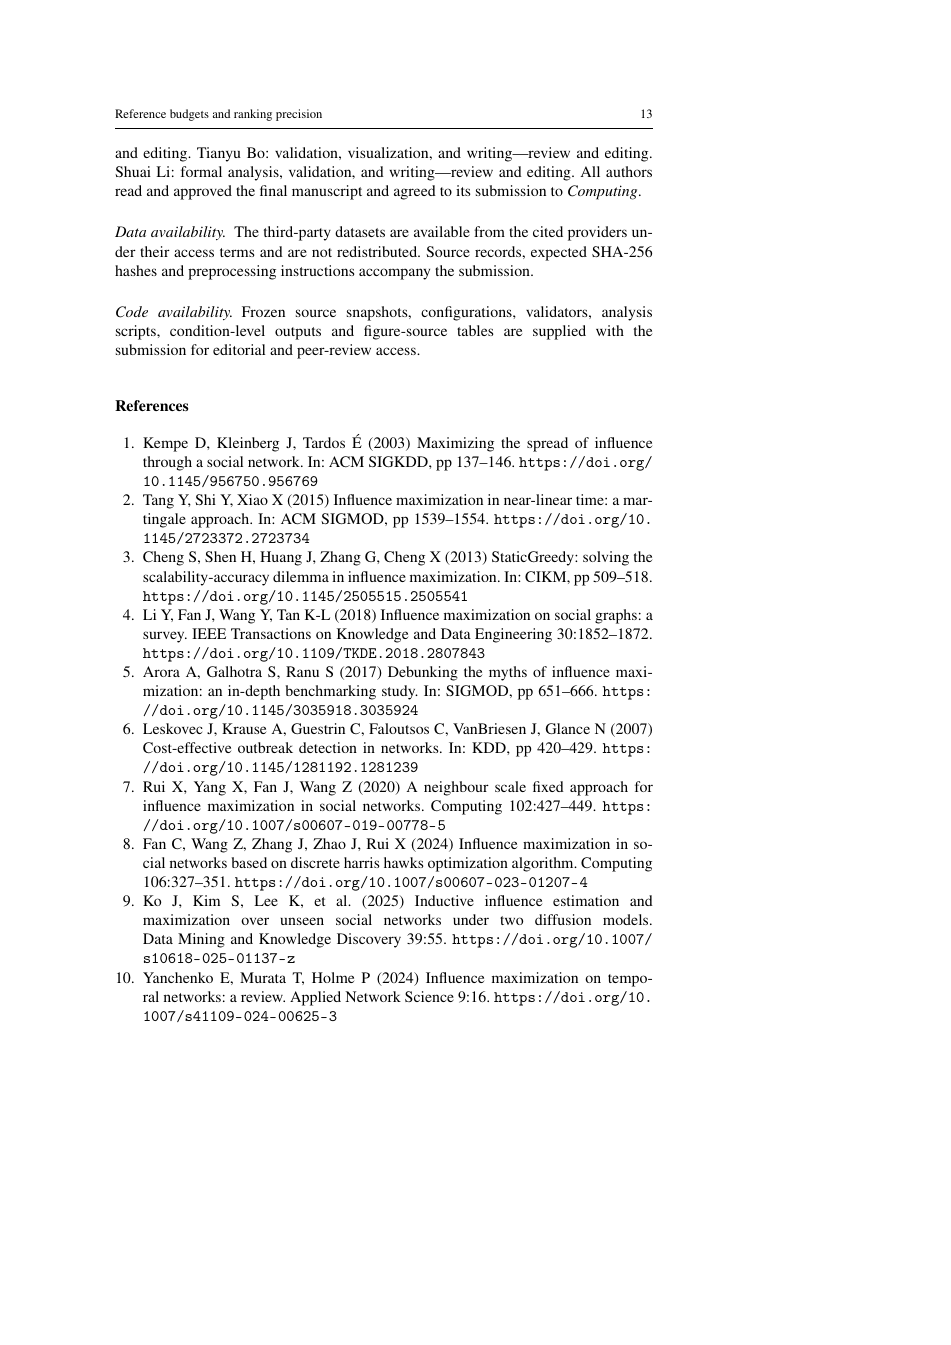 Reference budgets and ranking precision 13
and editing. Tianyu Bo: validation, visualization, and writing—review and editing.
Shuai Li: formal analysis, validation, and writing—review and editing. All authors
read and approved the final manuscript and agreed to its submission to Computing.
Data availability. The third-party datasets are available from the cited providers un-
der their access terms and are not redistributed. Source records, expected SHA-256
hashes and preprocessing instructions accompany the submission.
Code availability. Frozen source snapshots, configurations, validators, analysis
scripts, condition-level outputs and figure-source tables are supplied with the
submission for editorial and peer-review access.
References
1. Kempe D, Kleinberg J, Tardos É (2003) Maximizing the spread of influence
through a social network. In: ACM SIGKDD, pp 137–146. https://doi.org/
10.1145/956750.956769
2. Tang Y, Shi Y, Xiao X (2015) Influence maximization in near-linear time: a mar-
tingale approach. In: ACM SIGMOD, pp 1539–1554. https://doi.org/10.
1145/2723372.2723734
3. Cheng S, Shen H, Huang J, Zhang G, Cheng X (2013) StaticGreedy: solving the
scalability-accuracy dilemma in influence maximization. In: CIKM, pp 509–518.
https://doi.org/10.1145/2505515.2505541
4. Li Y, Fan J, Wang Y, Tan K-L (2018) Influence maximization on social graphs: a
survey. IEEE Transactions on Knowledge and Data Engineering 30:1852–1872.
https://doi.org/10.1109/TKDE.2018.2807843
5. Arora A, Galhotra S, Ranu S (2017) Debunking the myths of influence maxi-
mization: an in-depth benchmarking study. In: SIGMOD, pp 651–666. https:
//doi.org/10.1145/3035918.3035924
6. Leskovec J, Krause A, Guestrin C, Faloutsos C, VanBriesen J, Glance N (2007)
Cost-effective outbreak detection in networks. In: KDD, pp 420–429. https:
//doi.org/10.1145/1281192.1281239
7. Rui X, Yang X, Fan J, Wang Z (2020) A neighbour scale fixed approach for
influence maximization in social networks. Computing 102:427–449. https:
//doi.org/10.1007/s00607-019-00778-5
8. Fan C, Wang Z, Zhang J, Zhao J, Rui X (2024) Influence maximization in so-
cial networks based on discrete harris hawks optimization algorithm. Computing
106:327–351. https://doi.org/10.1007/s00607-023-01207-4
9. Ko J, Kim S, Lee K, et al. (2025) Inductive influence estimation and
maximization over unseen social networks under two diffusion models.
Data Mining and Knowledge Discovery 39:55. https://doi.org/10.1007/
s10618-025-01137-z
10. Yanchenko E, Murata T, Holme P (2024) Influence maximization on tempo-
ral networks: a review. Applied Network Science 9:16. https://doi.org/10.
1007/s41109-024-00625-3